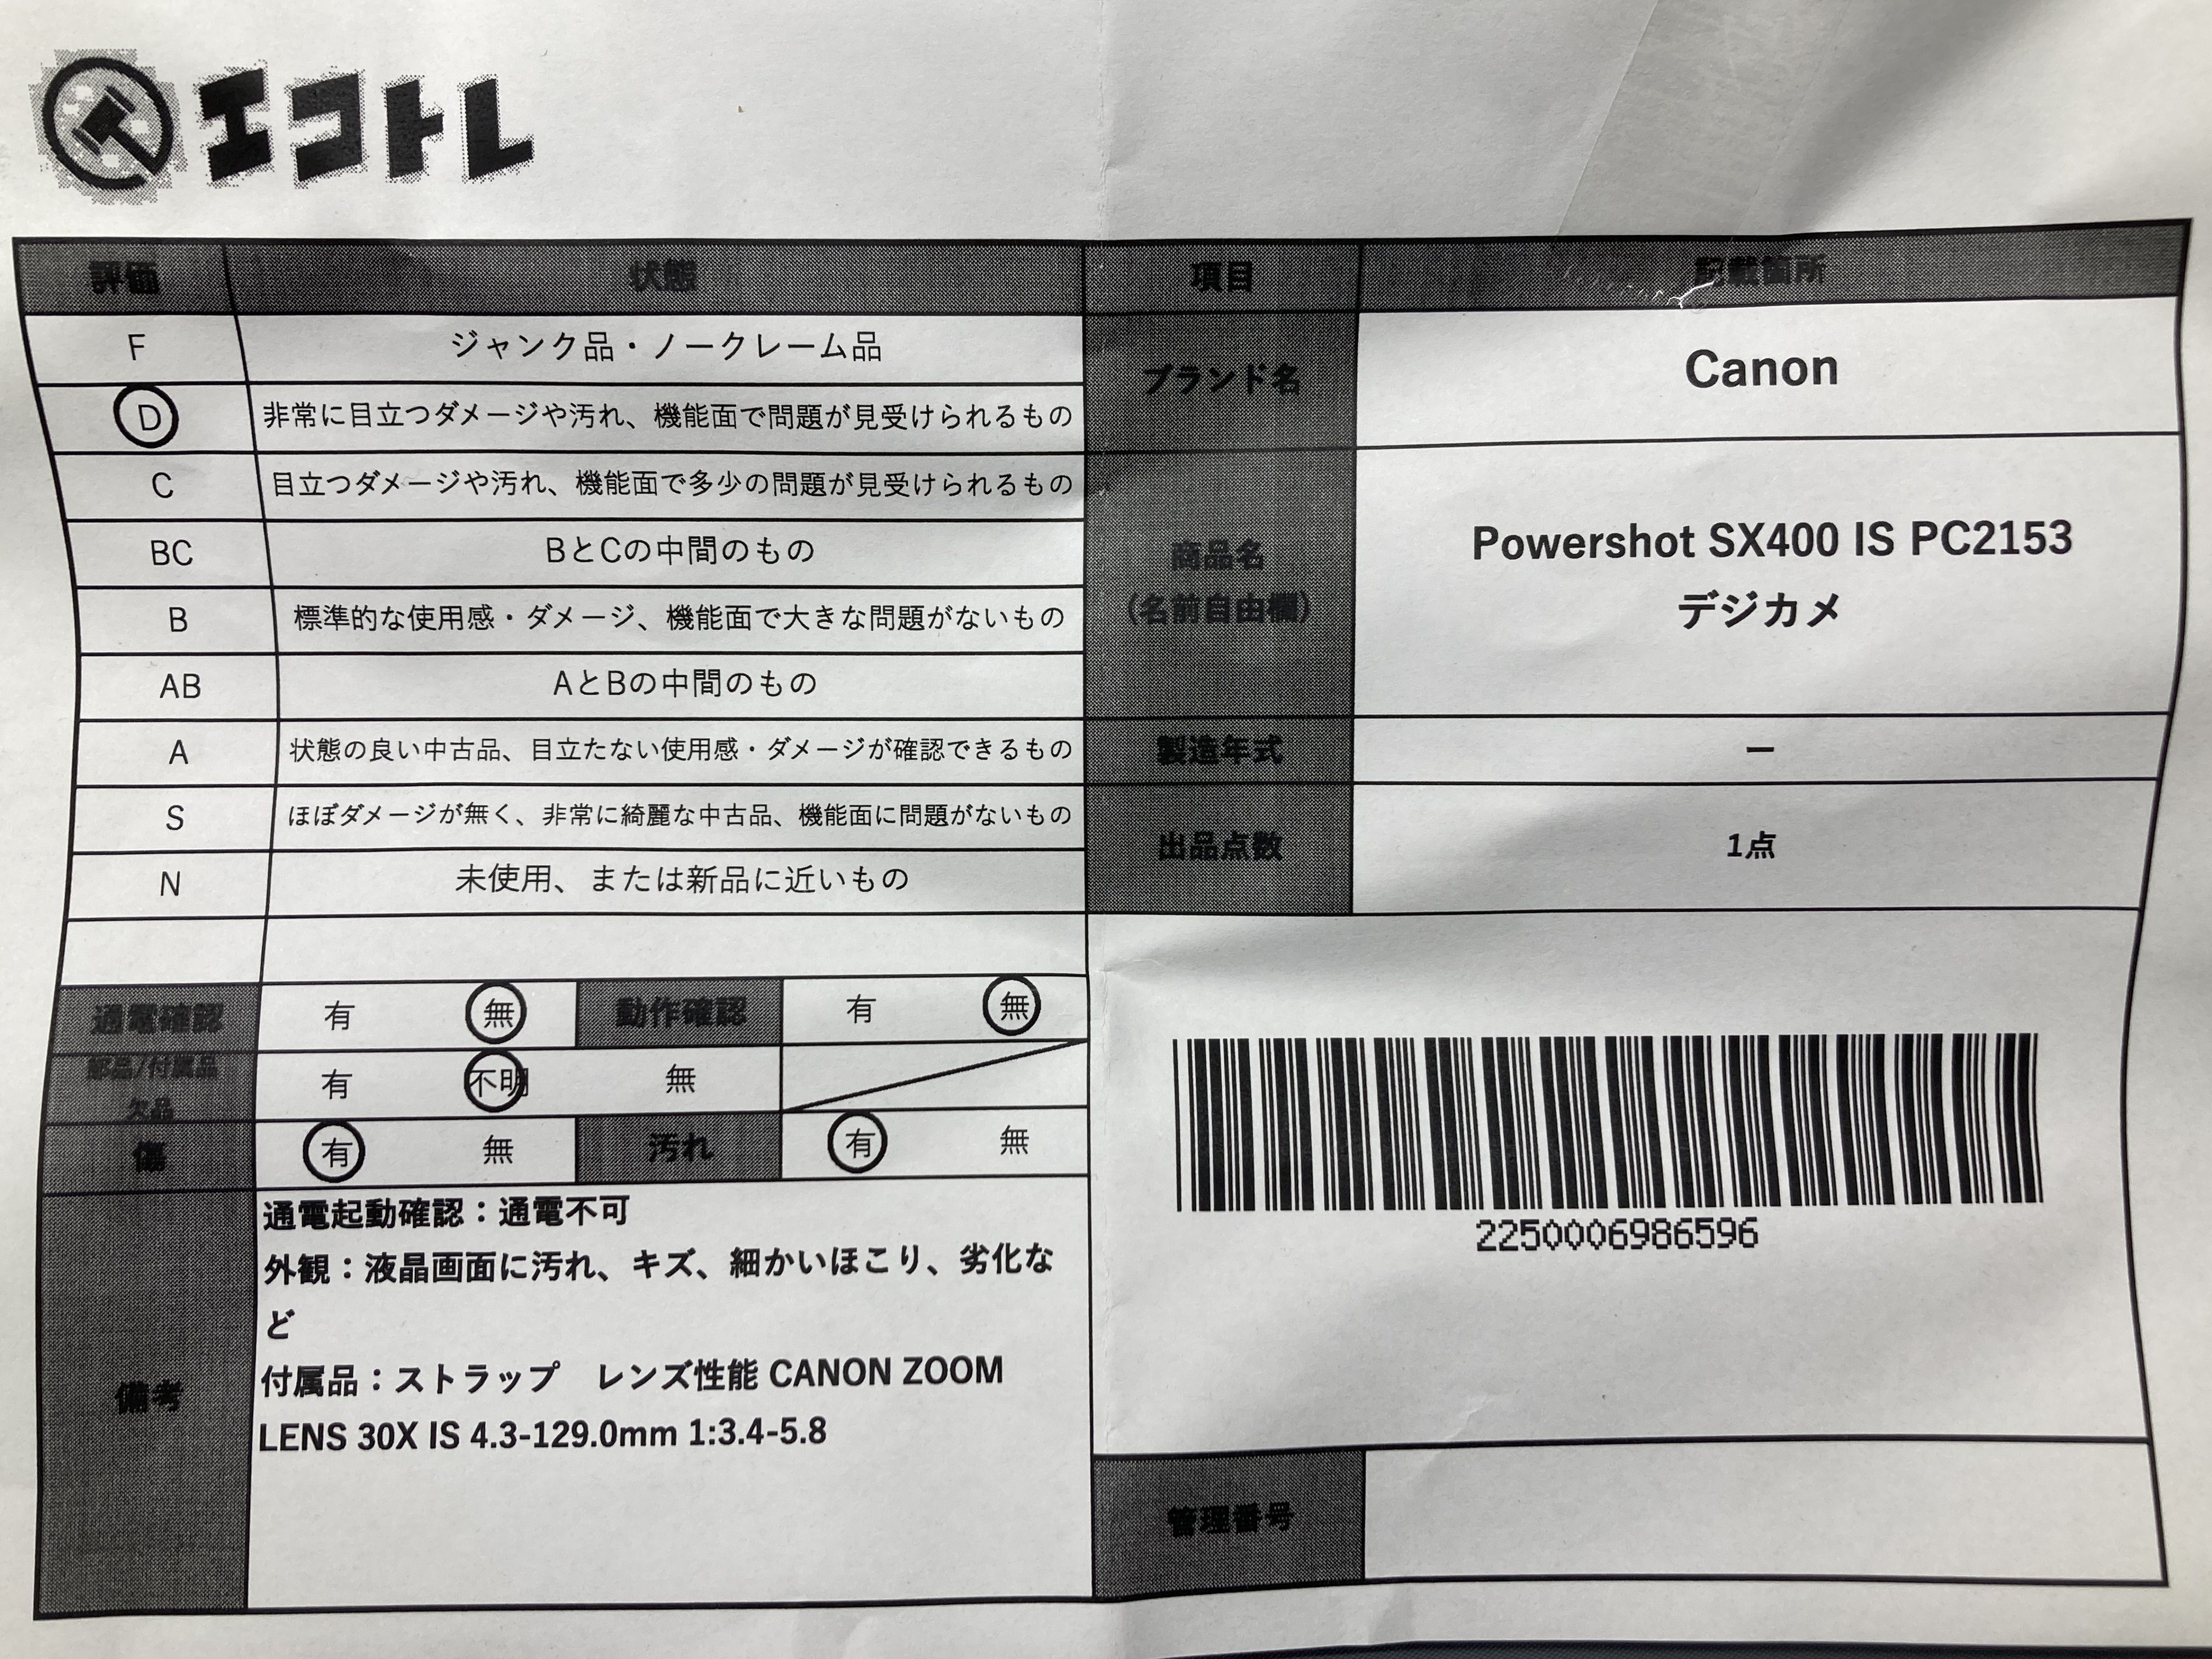 エコトレ
評価 状態 項目 記載箇所
F ジャンク品・ノークレーム品
D 非常に目立つダメージや汚れ、機能面で問題が見受けられるもの
C 目立つダメージや汚れ、機能面で多少の問題が見受けられるもの
BC BとCの中間のもの
B 標準的な使用感・ダメージ、機能面で大きな問題がないもの
AB AとBの中間のもの
A 状態の良い中古品、目立たない使用感・ダメージが確認できるもの
S ほぼダメージが無く、非常に綺麗な中古品、機能面に問題がないもの
N 未使用、または新品に近いもの
ブランド名 Canon
商品名
(名前自由欄)
Powershot SX400 IS PC2153
デジカメ
製造年式 ー
出品点数 1点
通電確認 有 無 動作確認 有 無
部品/付属品
欠品
有 不明 無
傷 有 無 汚れ 有 無
備考
通電起動確認：通電不可
外観：液晶画面に汚れ、キズ、細かいほこり、劣化な
ど
付属品：ストラップ　レンズ性能 CANON ZOOM
LENS 30X IS 4.3-129.0mm 1:3.4-5.8
2250006986596
管理番号